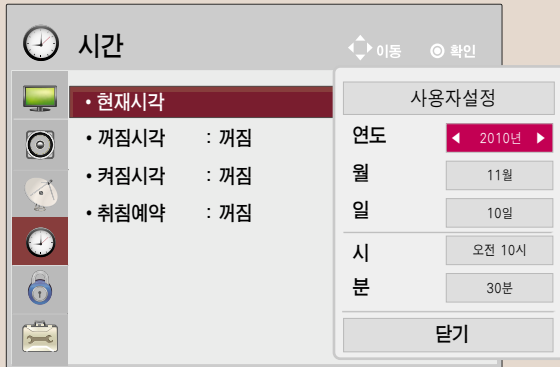 시간
이동 확인
• 현재시각
• 꺼짐시각 : 꺼짐
• 켜짐시각 : 꺼짐
• 취침예약 : 꺼짐
사용자설정
연도 ◀ 2010년 ▶
월 11월
일 10일
시 오전 10시
분 30분
닫기